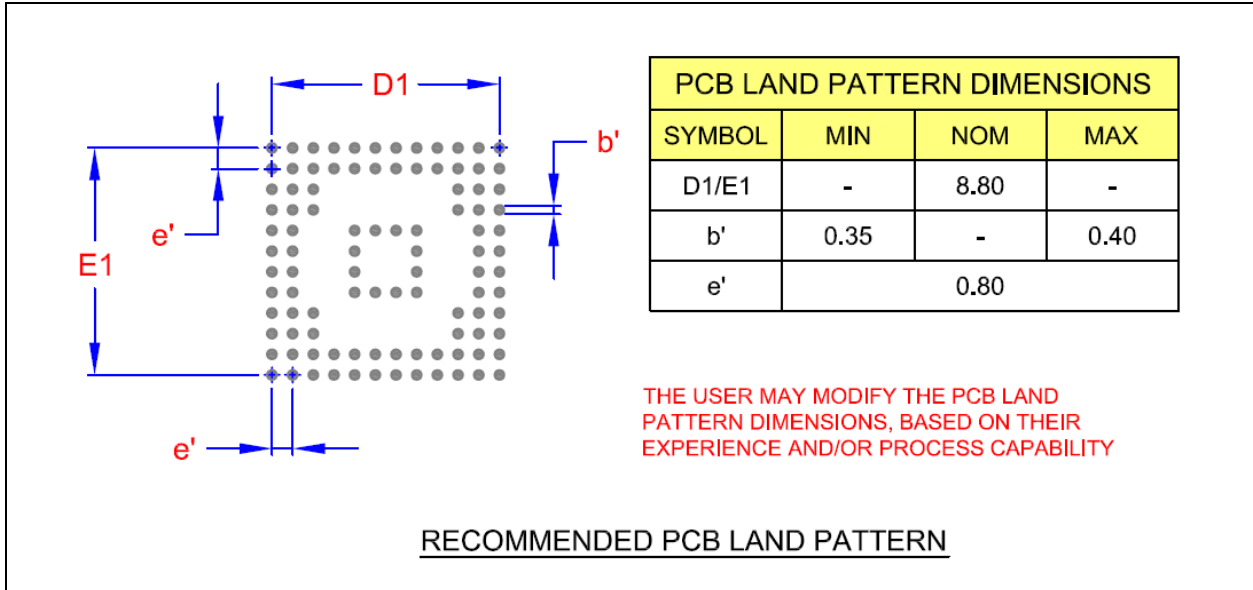 D1
b'
e'
E1
e'
PCB LAND PATTERN DIMENSIONS
SYMBOL MIN NOM MAX
D1/E1 - 8.80 -
b' 0.35 - 0.40
e' 0.80
THE USER MAY MODIFY THE PCB LAND
PATTERN DIMENSIONS, BASED ON THEIR
EXPERIENCE AND/OR PROCESS CAPABILITY
RECOMMENDED PCB LAND PATTERN